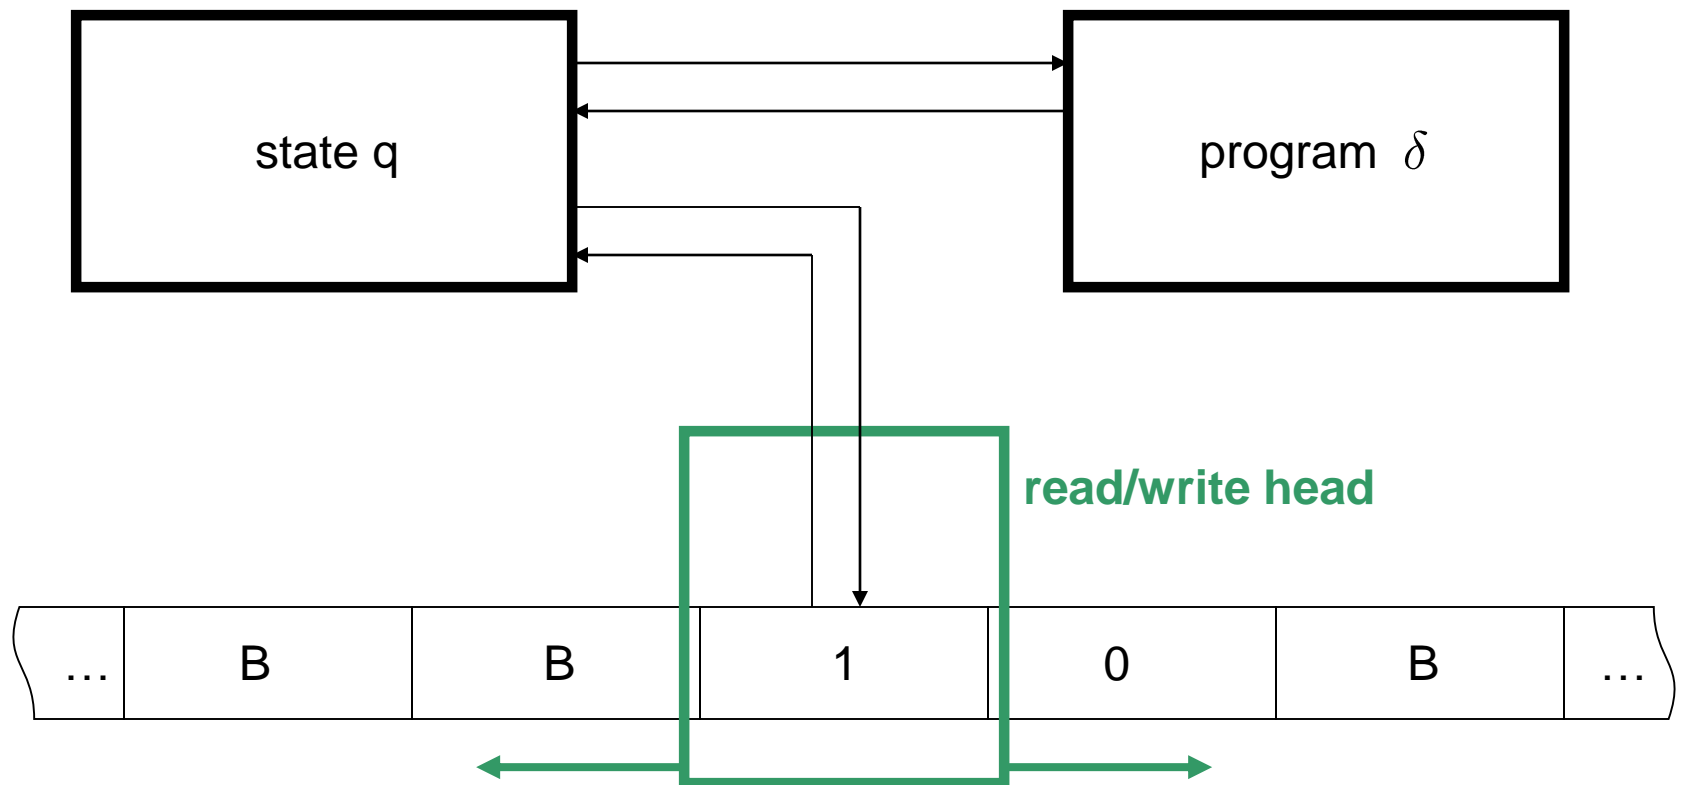 state q
program δ
read/write head
… B B 1 0 B …